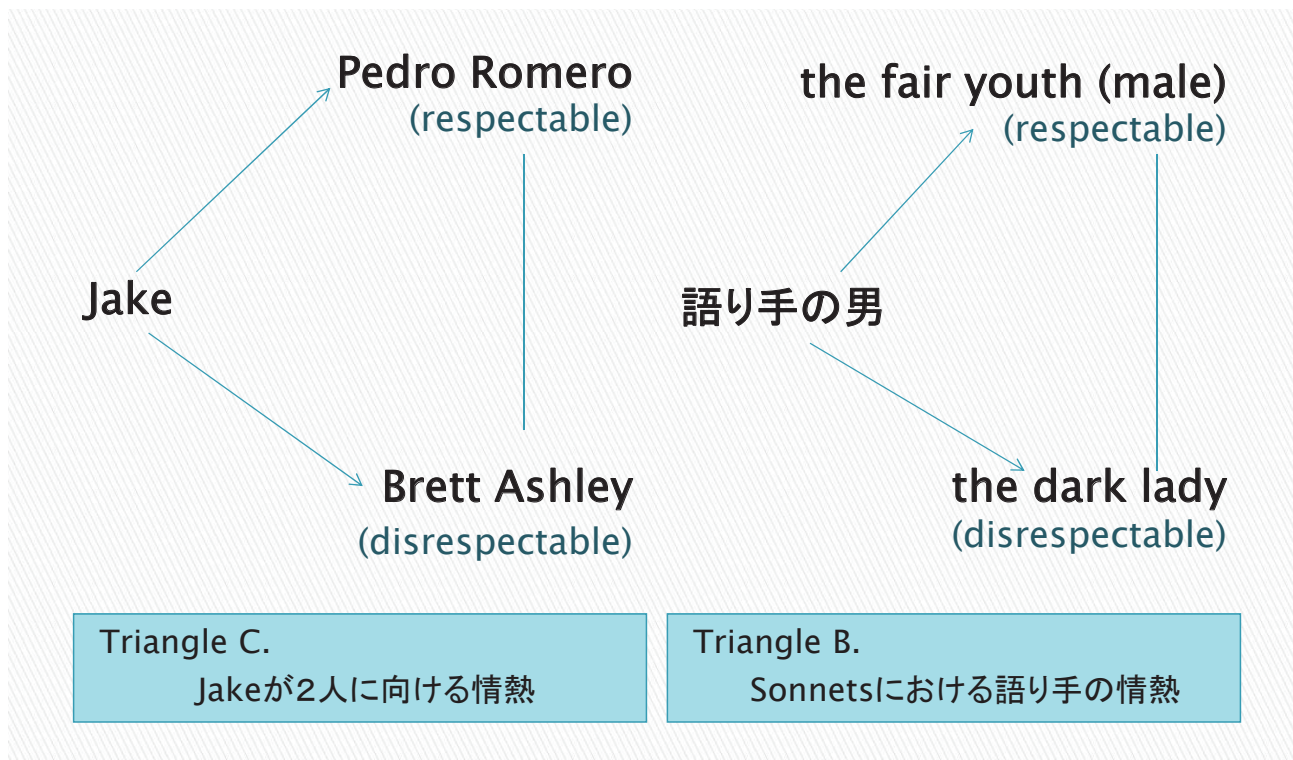 Pedro Romero
(respectable)
Jake
Brett Ashley
(disrespectable)
Triangle C.
Jakeが２人に向ける情熱
the fair youth (male)
(respectable)
語り手の男
the dark lady
(disrespectable)
Triangle B.
Sonnetsにおける語り手の情熱